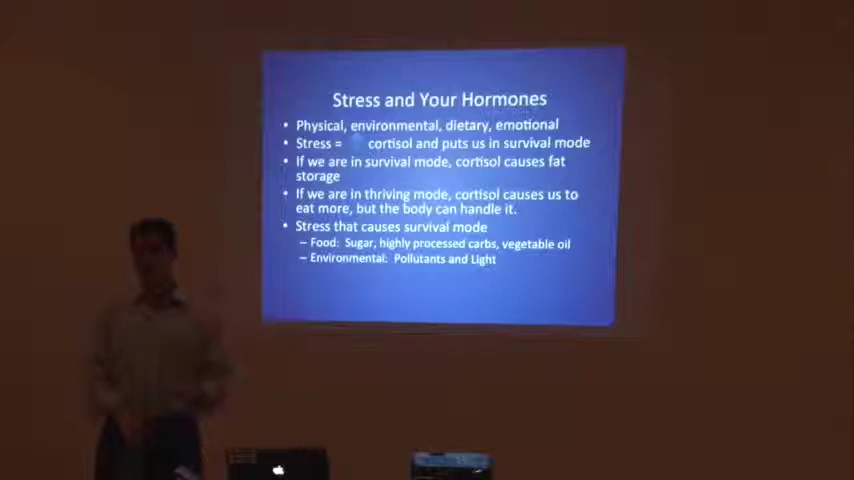 Stress and Your Hormones
• Physical, environmental, dietary, emotional
• Stress = cortisol and puts us in survival mode
• If we are in survival mode, cortisol causes fat
storage
• If we are in thriving mode, cortisol causes us to
eat more, but the body can handle it.
• Stress that causes survival mode
– Food: Sugar, highly processed carbs, vegetable oil
– Environmental: Pollutants and Light